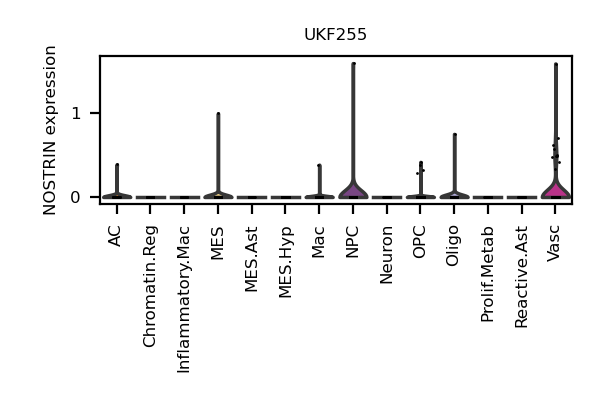 UKF255
NOSTRIN expression
1
0
AC
Chromatin.Reg
Inflammatory.Mac
MES
MES.Ast
MES.Hyp
Mac
NPC
Neuron
OPC
Oligo
Prolif.Metab
Reactive.Ast
Vasc